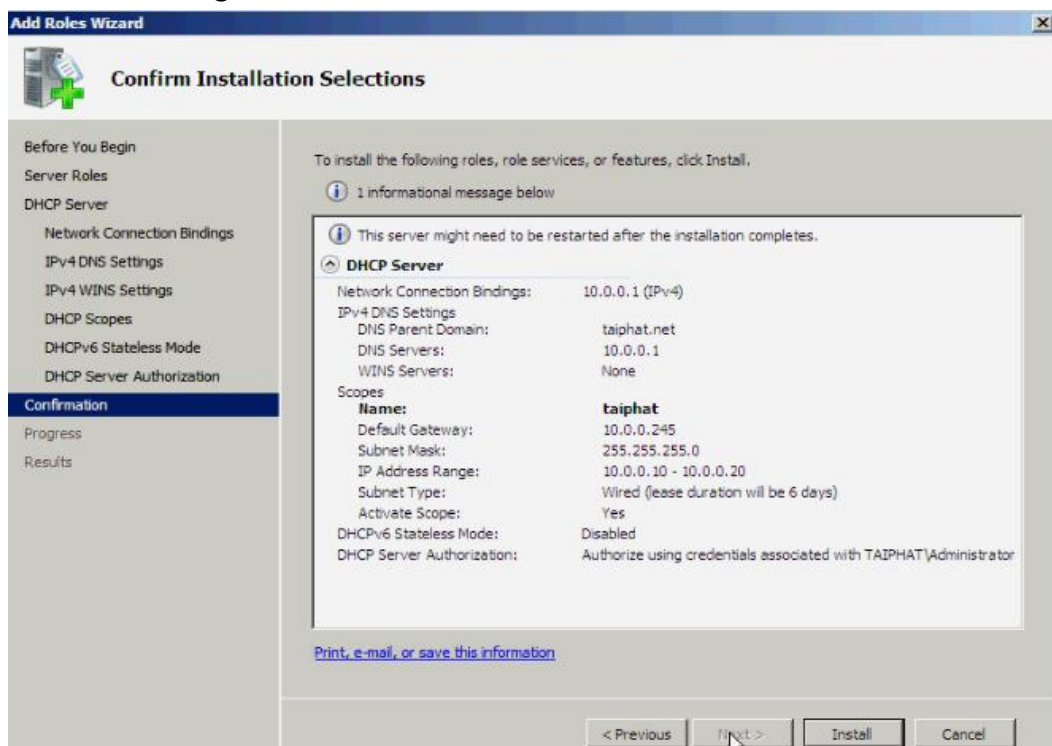 Add Roles Wizard
Confirm Installation Selections
Before You Begin
Server Roles
DHCP Server
Network Connection Bindings
IPv4 DNS Settings
IPv4 WINS Settings
DHCP Scopes
DHCPv6 Stateless Mode
DHCP Server Authorization
Confirmation
Progress
Results
To install the following roles, role services, or features, click Install.
1 informational message below
This server might need to be restarted after the installation completes.
DHCP Server
Network Connection Bindings: 10.0.0.1 (IPv4)
IPv4 DNS Settings
DNS Parent Domain: taiphat.net
DNS Servers: 10.0.0.1
WINS Servers: None
Scopes
Name: taiphat
Default Gateway: 10.0.0.245
Subnet Mask: 255.255.255.0
IP Address Range: 10.0.0.10 - 10.0.0.20
Subnet Type: Wired (lease duration will be 6 days)
Activate Scope: Yes
DHCPv6 Stateless Mode: Disabled
DHCP Server Authorization: Authorize using credentials associated with TAIPHAT\Administrator
Print, e-mail, or save this information
< Previous Next > Install Cancel